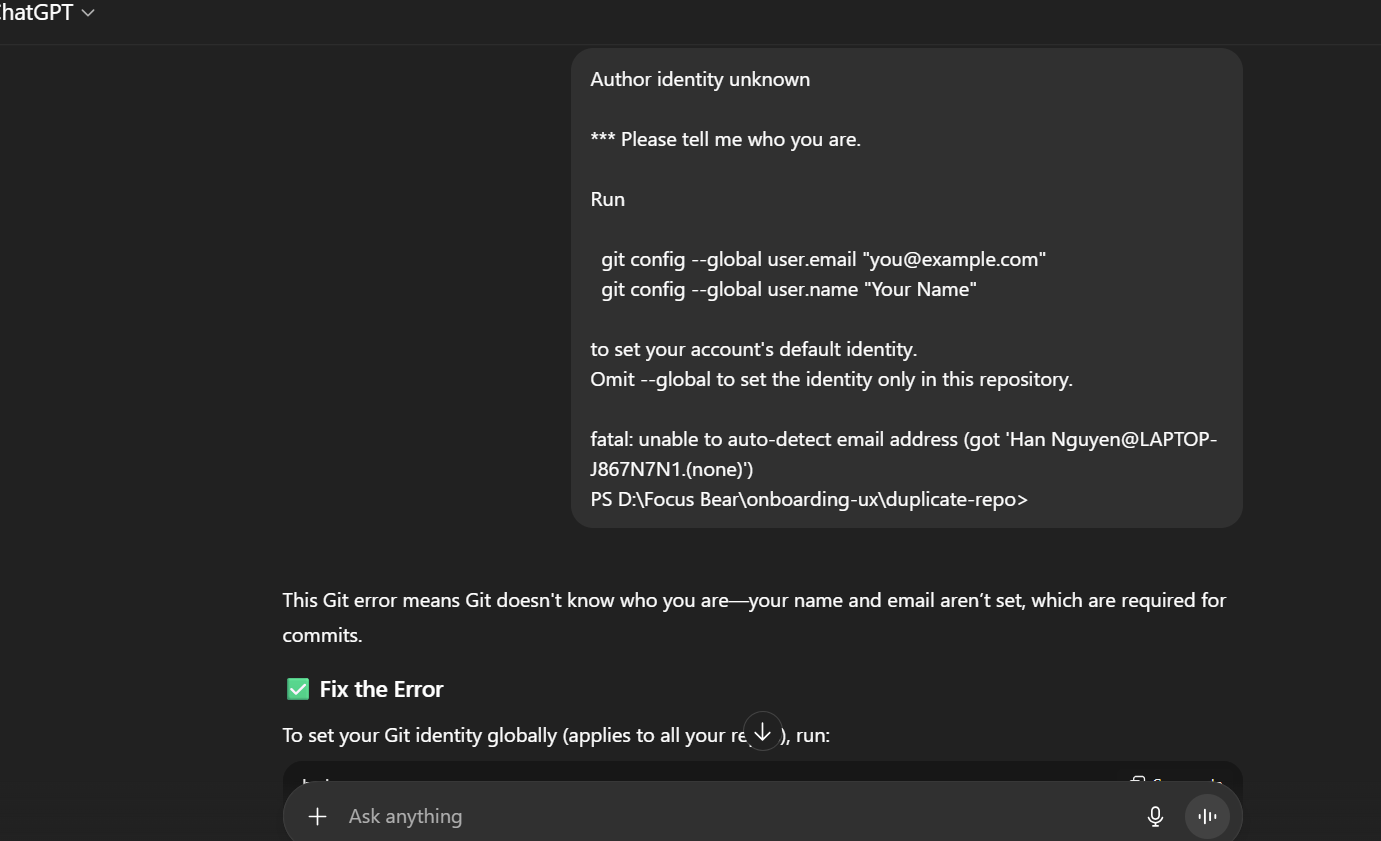 ChatGPT
Author identity unknown
*** Please tell me who you are.
Run
git config --global user.email "you@example.com"
git config --global user.name "Your Name"
to set your account's default identity.
Omit --global to set the identity only in this repository.
fatal: unable to auto-detect email address (got 'Han Nguyen@LAPTOP-
J867N7N1.(none)')
PS D:\Focus Bear\onboarding-ux\duplicate-repo>
This Git error means Git doesn't know who you are—your name and email aren’t set, which are required for
commits.
✅ Fix the Error
To set your Git identity globally (applies to all your ), run:
Ask anything